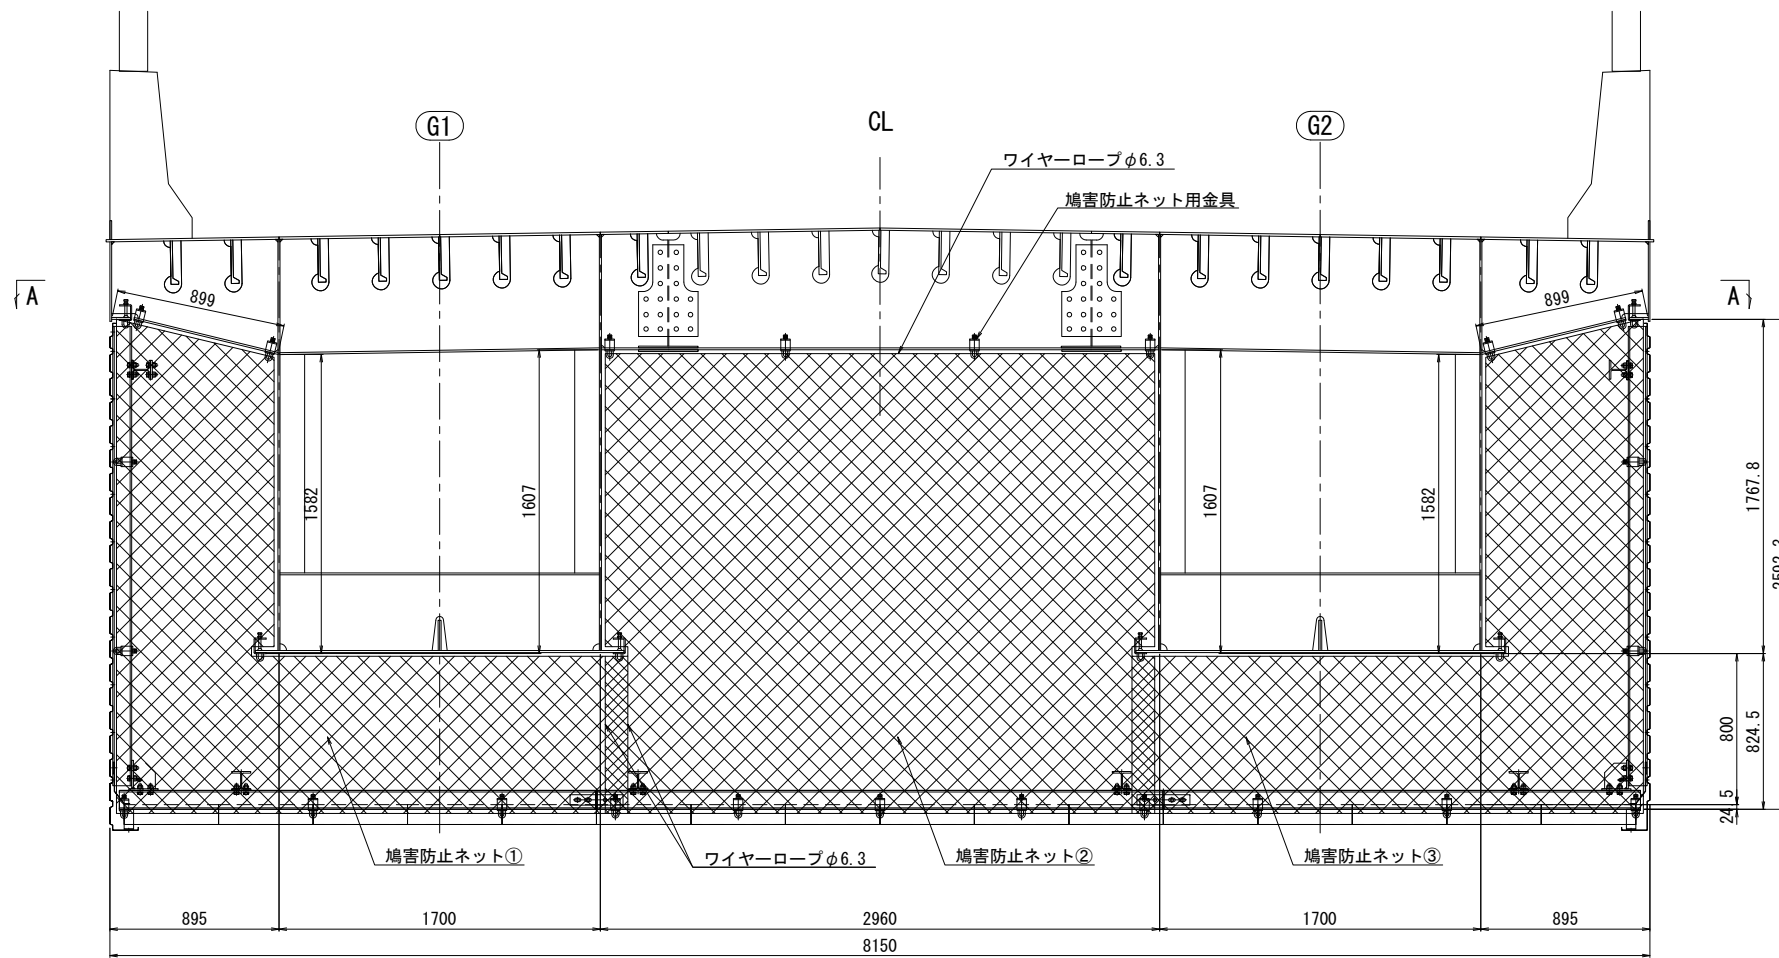 G1
CL
G2
ワイヤーロープφ6.3
鳩害防止ネット用金具
A
A
899
899
1582
1607
1607
1582
1767.8
800
824.5
24.5
鳩害防止ネット①
ワイヤーロープφ6.3
鳩害防止ネット②
鳩害防止ネット③
895
1700
2960
1700
895
8150